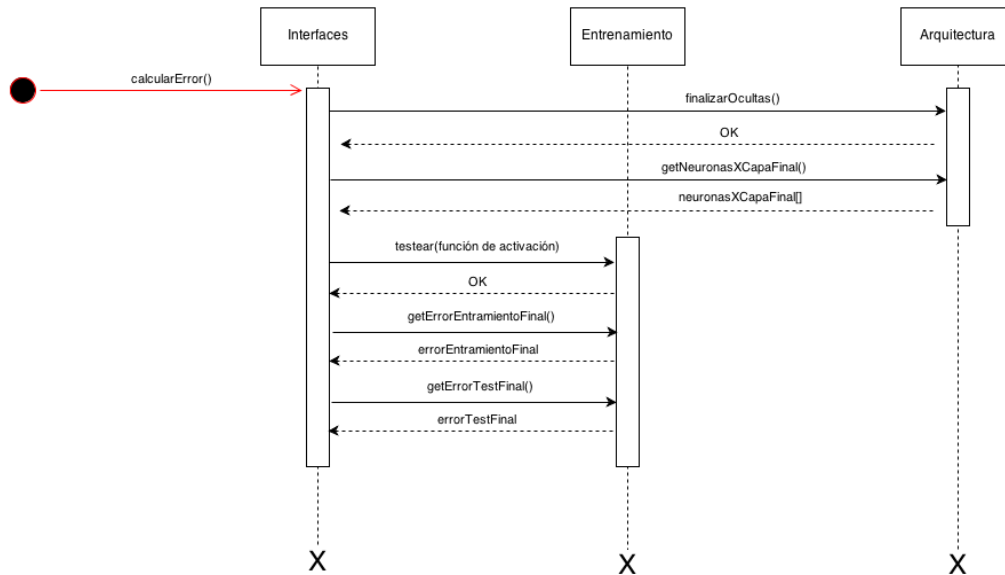 Interfaces
Entrenamiento
Arquitectura
calcularError()
finalizarOcultas()
OK
getNeuronasXCapaFinal()
neuronasXCapaFinal[]
testear(función de activación)
OK
getErrorEntramientoFinal()
errorEntramientoFinal
getErrorTestFinal()
errorTestFinal
X
X
X